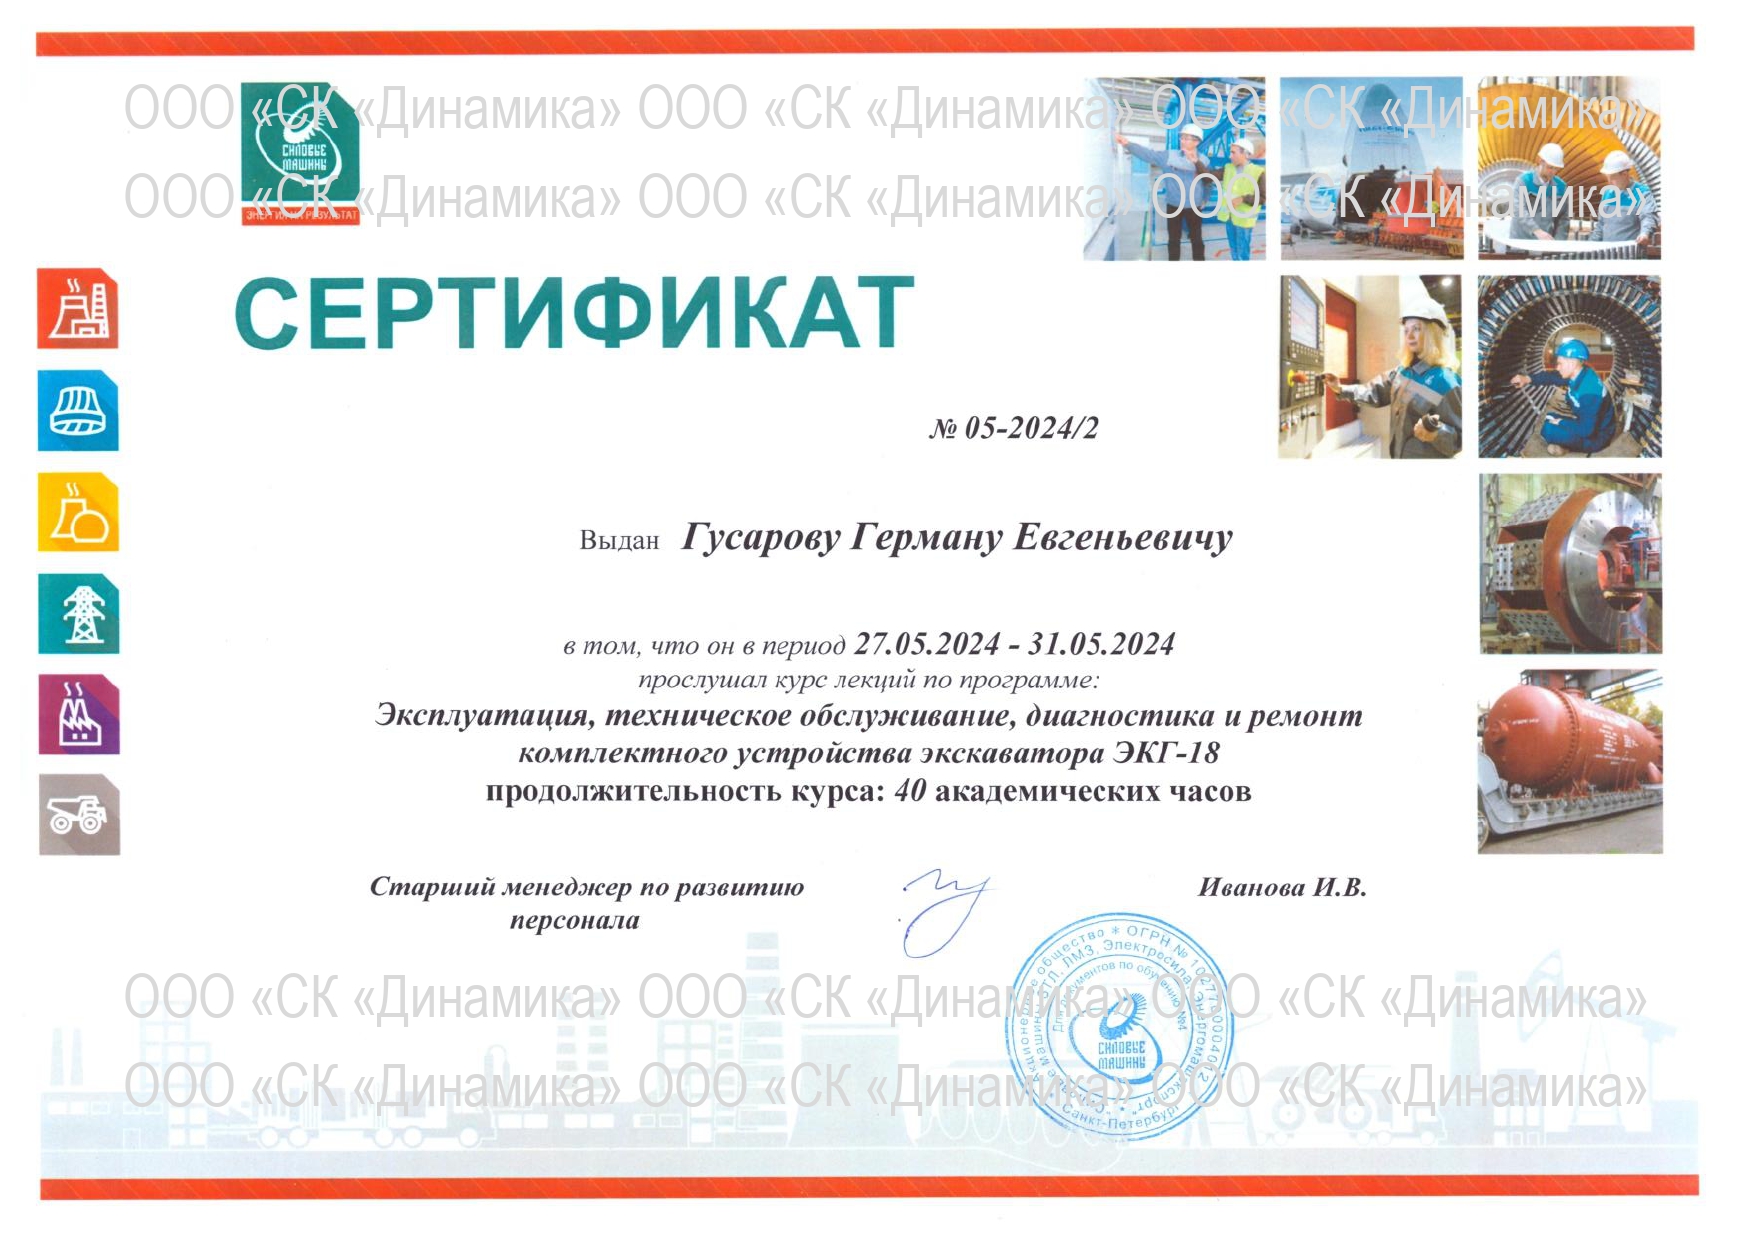 ООО «СК «Динамика» ООО «СК «Динамика» ООО «СК «Динамика»
ООО «СК «Динамика» ООО «СК «Динамика» ООО «СК «Динамика»
СИЛОВЫЕ
МАШИНЫ
ЭНЕРГИЯ НА РЕЗУЛЬТАТ
СЕРТИФИКАТ
№ 05-2024/2
Выдан Гусарову Герману Евгеньевичу
в том, что он в период 27.05.2024 - 31.05.2024
прослушал курс лекций по программе:
Эксплуатация, техническое обслуживание, диагностика и ремонт
комплектного устройства экскаватора ЭКГ-18
продолжительность курса: 40 академических часов
Старший менеджер по развитию
персонала
Иванова И.В.
Акционерное общество * ОГРН №
ЛМЗ, Электросила, Энергомашэкспорт"
Для документов по обучению №4
СИЛОВЫЕ
МАШИНЫ
Санкт-Петербург
ООО «СК «Динамика» ООО «СК «Динамика» ООО «СК «Динамика»
ООО «СК «Динамика» ООО «СК «Динамика» ООО «СК «Динамика»